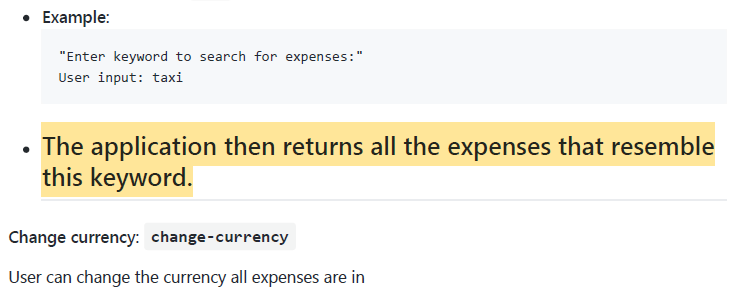 Example:
"Enter keyword to search for expenses:"
User input: taxi
The application then returns all the expenses that resemble
this keyword.
Change currency: change-currency
User can change the currency all expenses are in